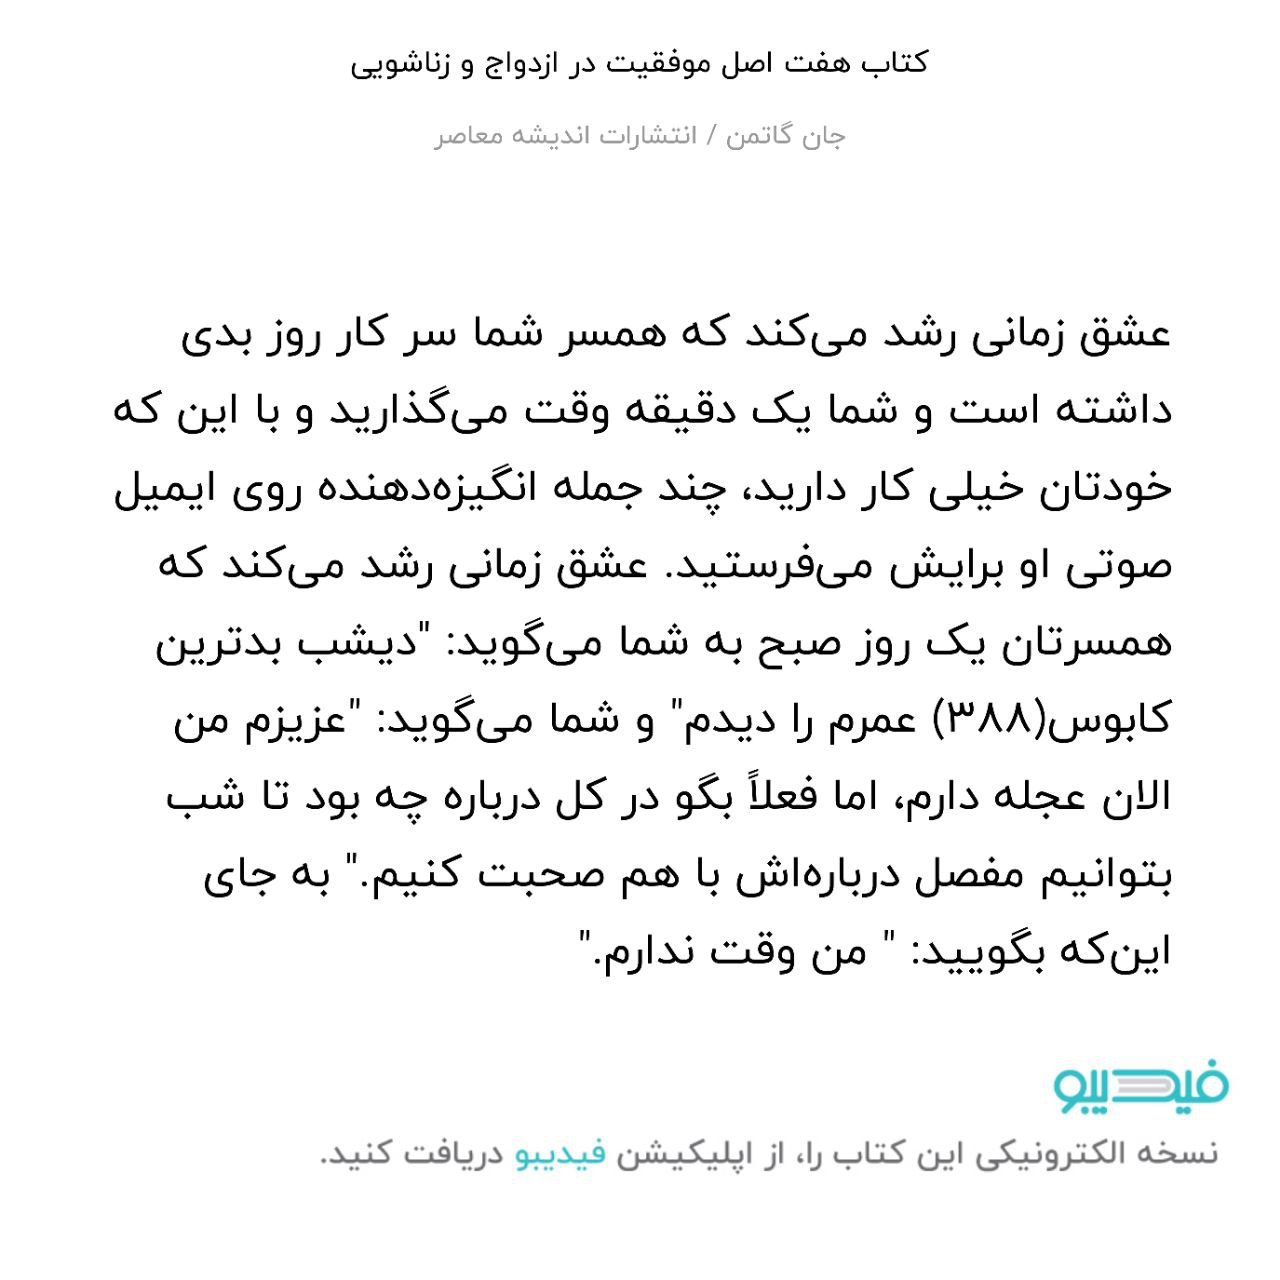 کتاب هفت اصل موفقیت در ازدواج و زناشویی
جان گاتمن / انتشارات اندیشه معاصر
عشق زمانی رشد می‌کند که همسر شما سر کار روز بدی
داشته است و شما یک دقیقه وقت می‌گذارید و با این که
خودتان خیلی کار دارید، چند جمله انگیزه‌دهنده روی ایمیل
صوتی او برایش می‌فرستید. عشق زمانی رشد می‌کند که
همسرتان یک روز صبح به شما می‌گوید: "دیشب بدترین
کابوس(۳۸۸) عمرم را دیدم" و شما می‌گوید: "عزیزم من
الان عجله دارم، اما فعلاً بگو در کل درباره چه بود تا شب
بتوانیم مفصل درباره‌اش با هم صحبت کنیم." به جای
این‌که بگویید: " من وقت ندارم."
فیدیبو
نسخه الکترونیکی این کتاب را، از اپلیکیشن فیدیبو دریافت کنید.